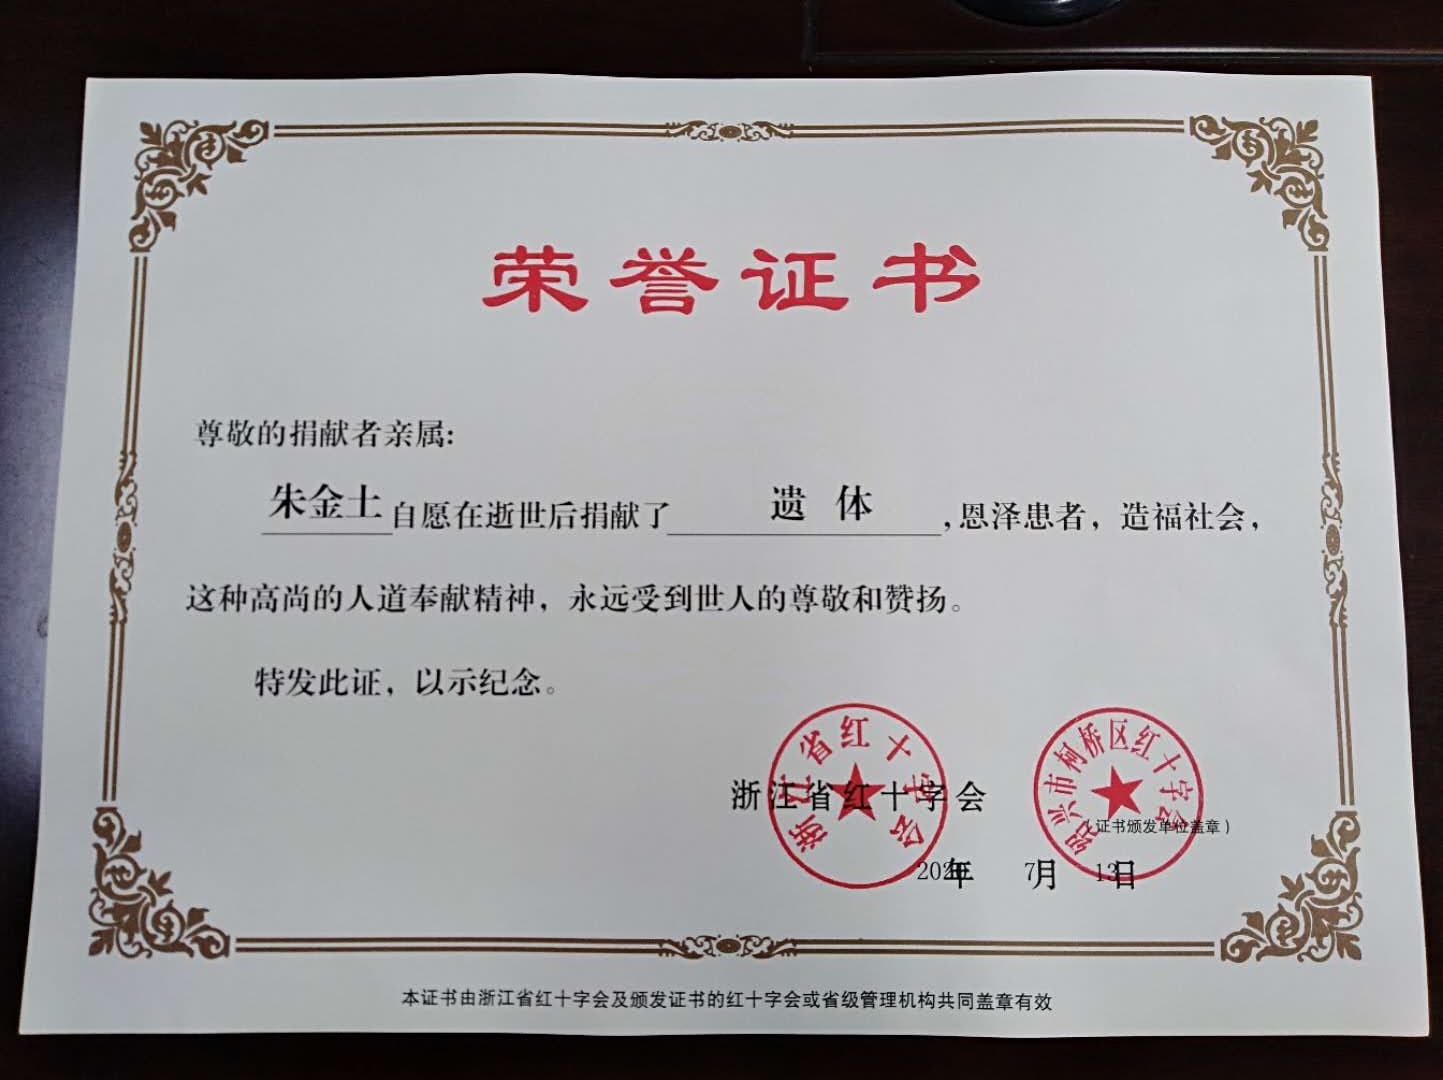 荣誉证书
尊敬的捐献者亲属：
朱金土自愿在逝世后捐献了遗体，恩泽患者，造福社会，
这种高尚的人道奉献精神，永远受到世人的尊敬和赞扬。
特发此证，以示纪念。
浙江省红十字会
浙江省红十字会
绍兴市柯桥区红十字会
（证书颁发单位盖章）
年 7月 13日
本证书由浙江省红十字会及颁发证书的红十字会或省级管理机构共同盖章有效